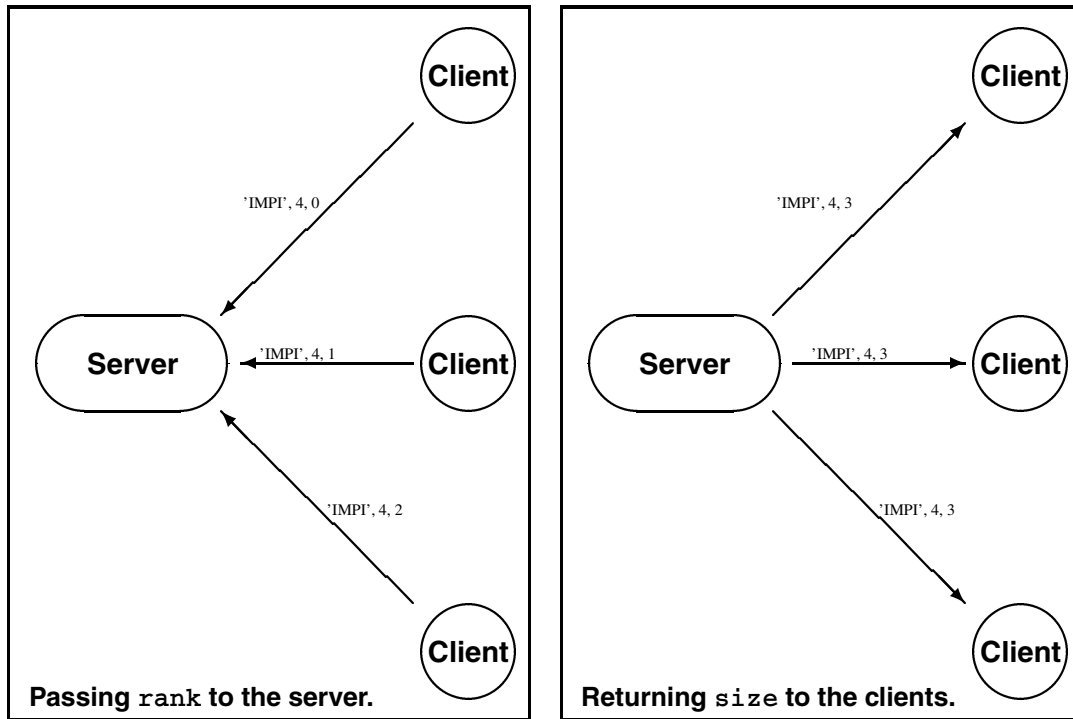 Client
'IMPI', 4, 0
Server
'IMPI', 4, 1
Client
'IMPI', 4, 2
Client
Passing rank to the server.
Client
'IMPI', 4, 3
Server
'IMPI', 4, 3
Client
'IMPI', 4, 3
Client
Returning size to the clients.